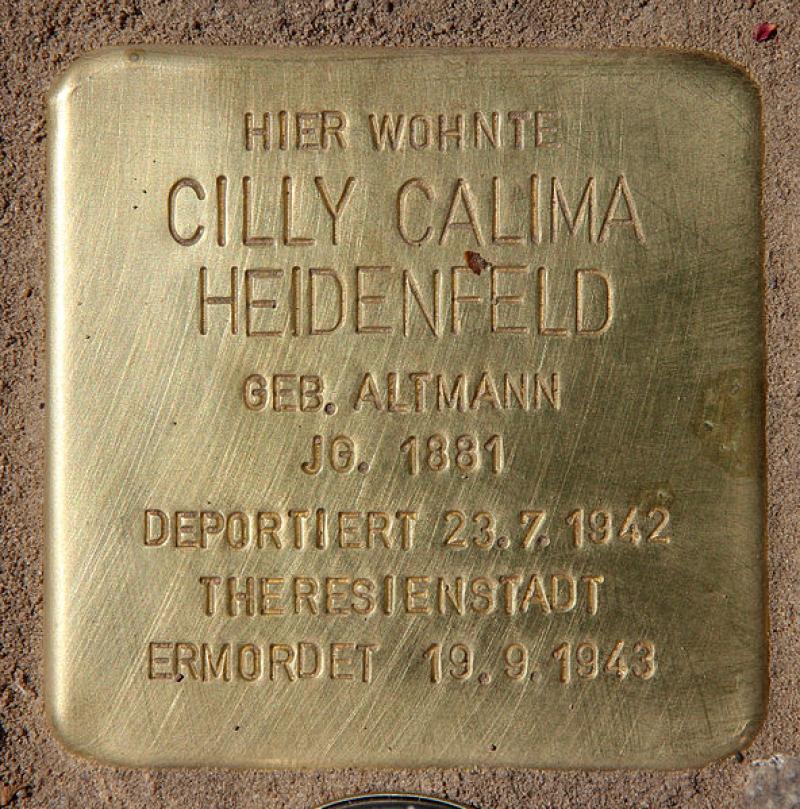 HIER WOHNTE
CILLY CALIMA
HEIDENFELD
GEB. ALTMANN
JG. 1881
DEPORTIERT 23.7.1942
THERESIENSTADT
ERMORDET 19.9.1943